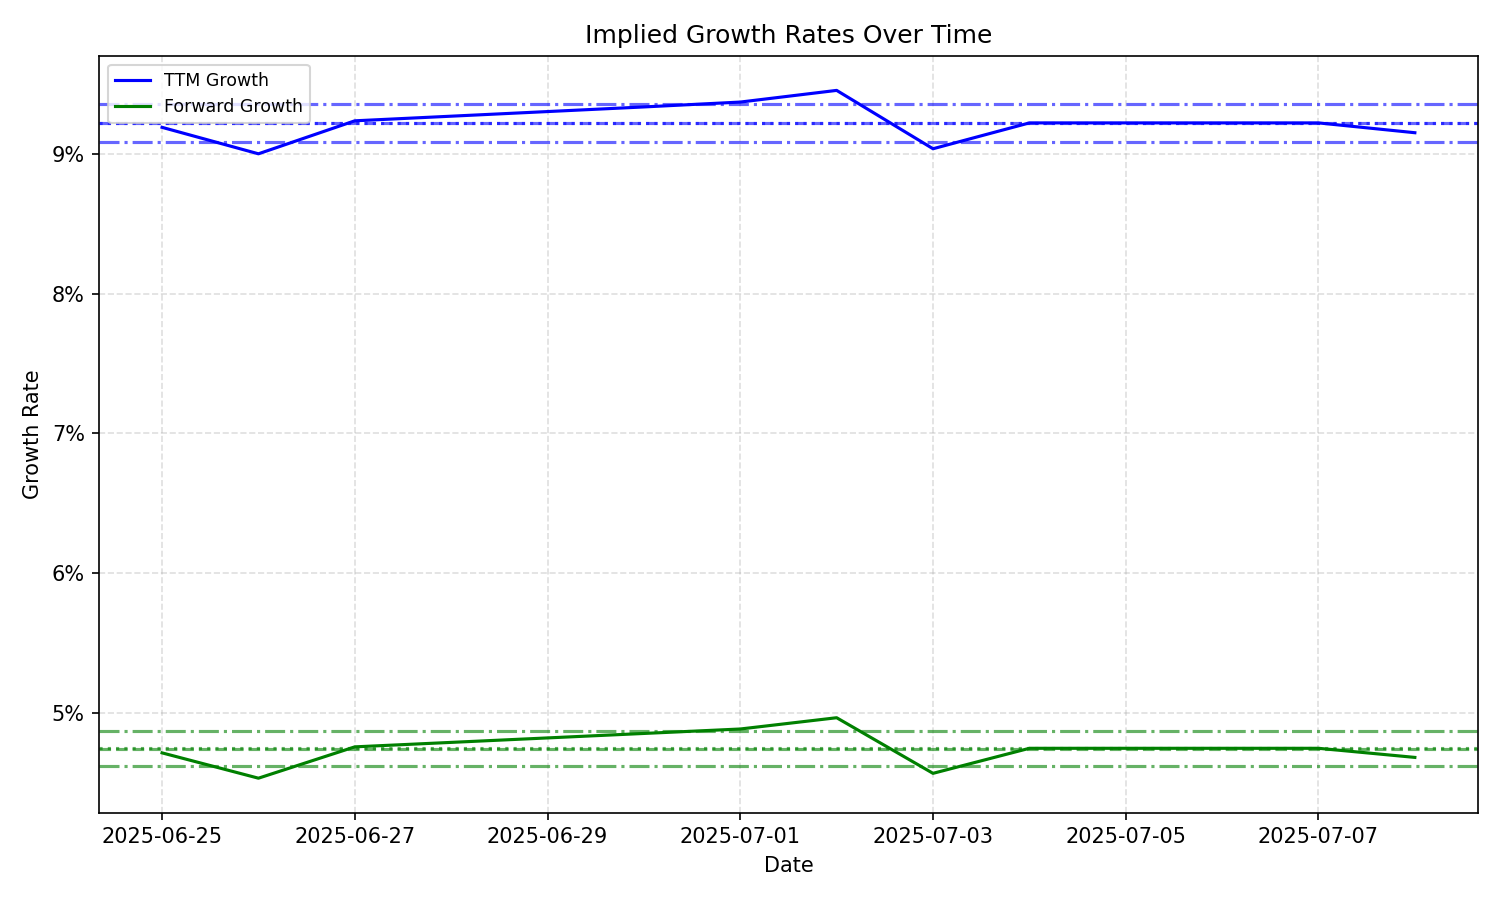 Implied Growth Rates Over Time
TTM Growth
Forward Growth
9%
8%
7%
6%
5%
Growth Rate
2025-06-25 2025-06-27 2025-06-29 2025-07-01 2025-07-03 2025-07-05 2025-07-07
Date